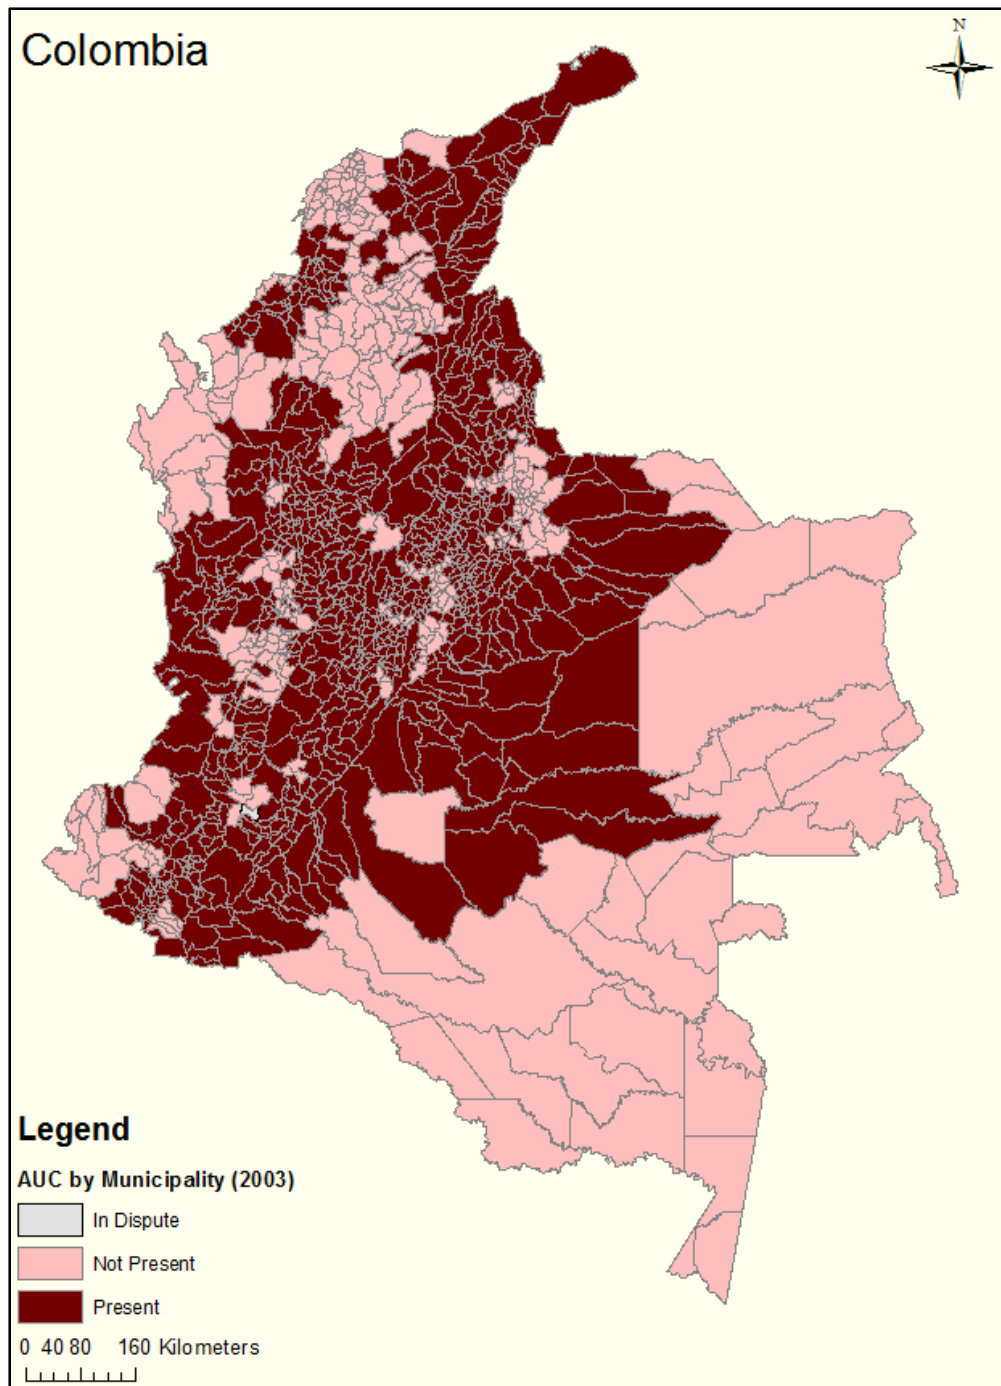 Colombia
N
Legend
AUC by Municipality (2003)
In Dispute
Not Present
Present
0 40 80 160 Kilometers